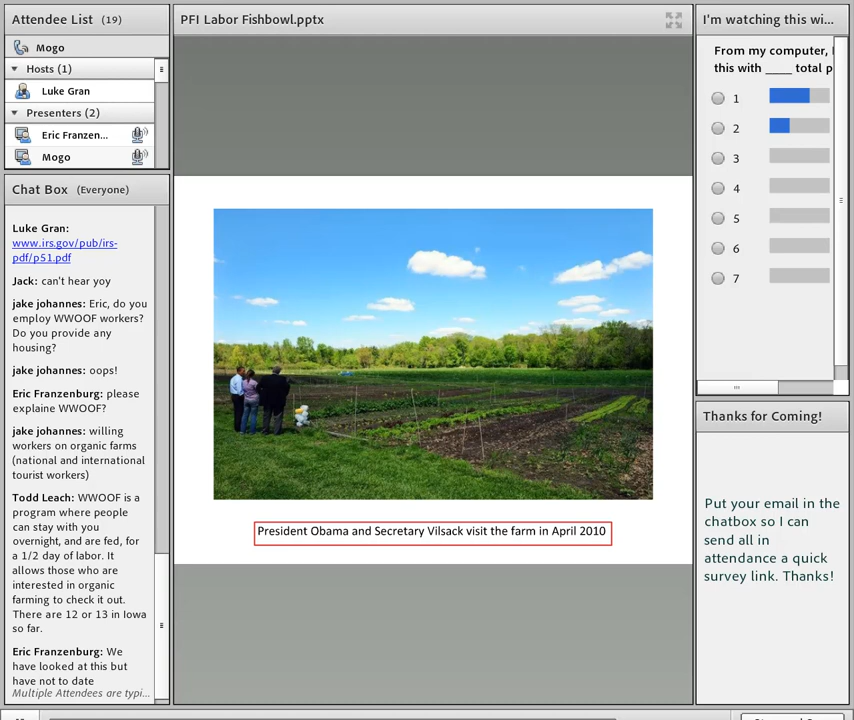 Attendee List (19)
Mogo
Hosts (1)
Luke Gran
Presenters (2)
Eric Franzen...
Mogo
Chat Box (Everyone)
Luke Gran:
www.irs.gov/pub/irs-
pdf/p51.pdf
Jack: can't hear yoy
jake johannes: Eric, do you
employ WWOOF workers?
Do you provide any
housing?
jake johannes: oops!
Eric Franzenburg: please
explaine WWOOF?
jake johannes: willing
workers on organic farms
(national and international
tourist workers)
Todd Leach: WWOOF is a
program where people
can stay with you
overnight, and are fed, for
a 1/2 day of labor. It
allows those who are
interested in organic
farming to check it out.
There are 12 or 13 in Iowa
so far.
Eric Franzenburg: We
have looked at this but
have not to date
Multiple Attendees are typi...
PFI Labor Fishbowl.pptx
President Obama and Secretary Vilsack visit the farm in April 2010
I'm watching this wi...
From my computer,
this with ____ total p
1
2
3
4
5
6
7
Thanks for Coming!
Put your email in the
chatbox so I can
send all in
attendance a quick
survey link. Thanks!